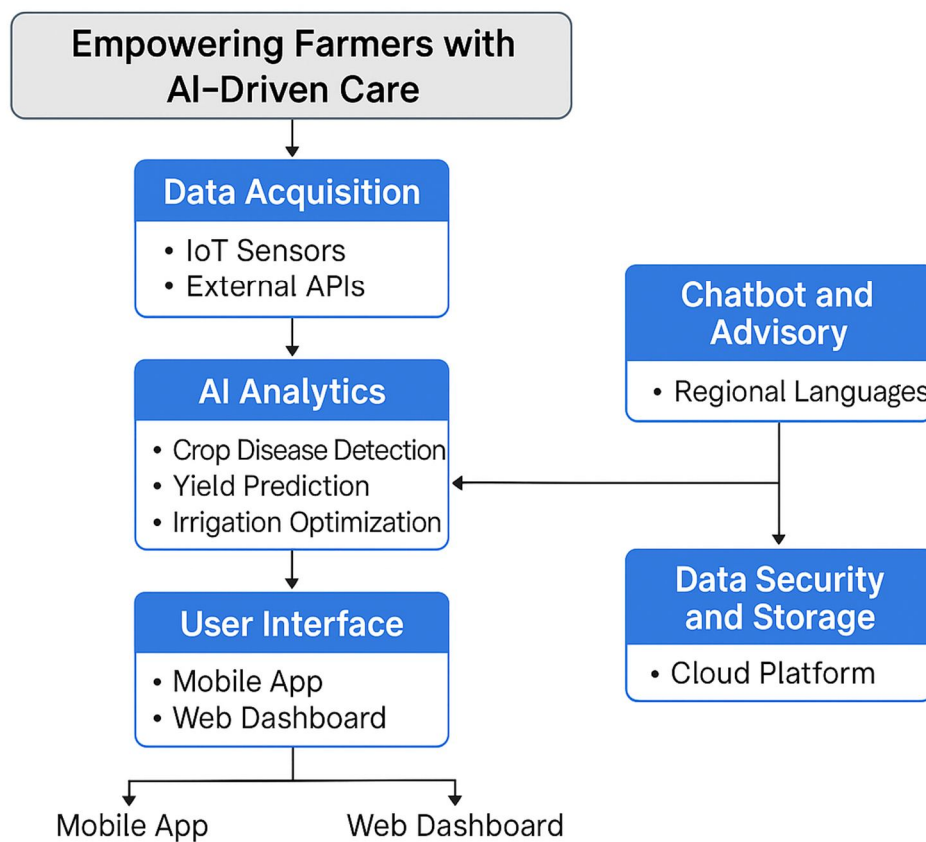 Empowering Farmers with
AI-Driven Care
Data Acquisition
• IoT Sensors
• External APIs
AI Analytics
• Crop Disease Detection
• Yield Prediction
• Irrigation Optimization
User Interface
• Mobile App
• Web Dashboard
Mobile App
Web Dashboard
Chatbot and
Advisory
• Regional Languages
Data Security
and Storage
• Cloud Platform